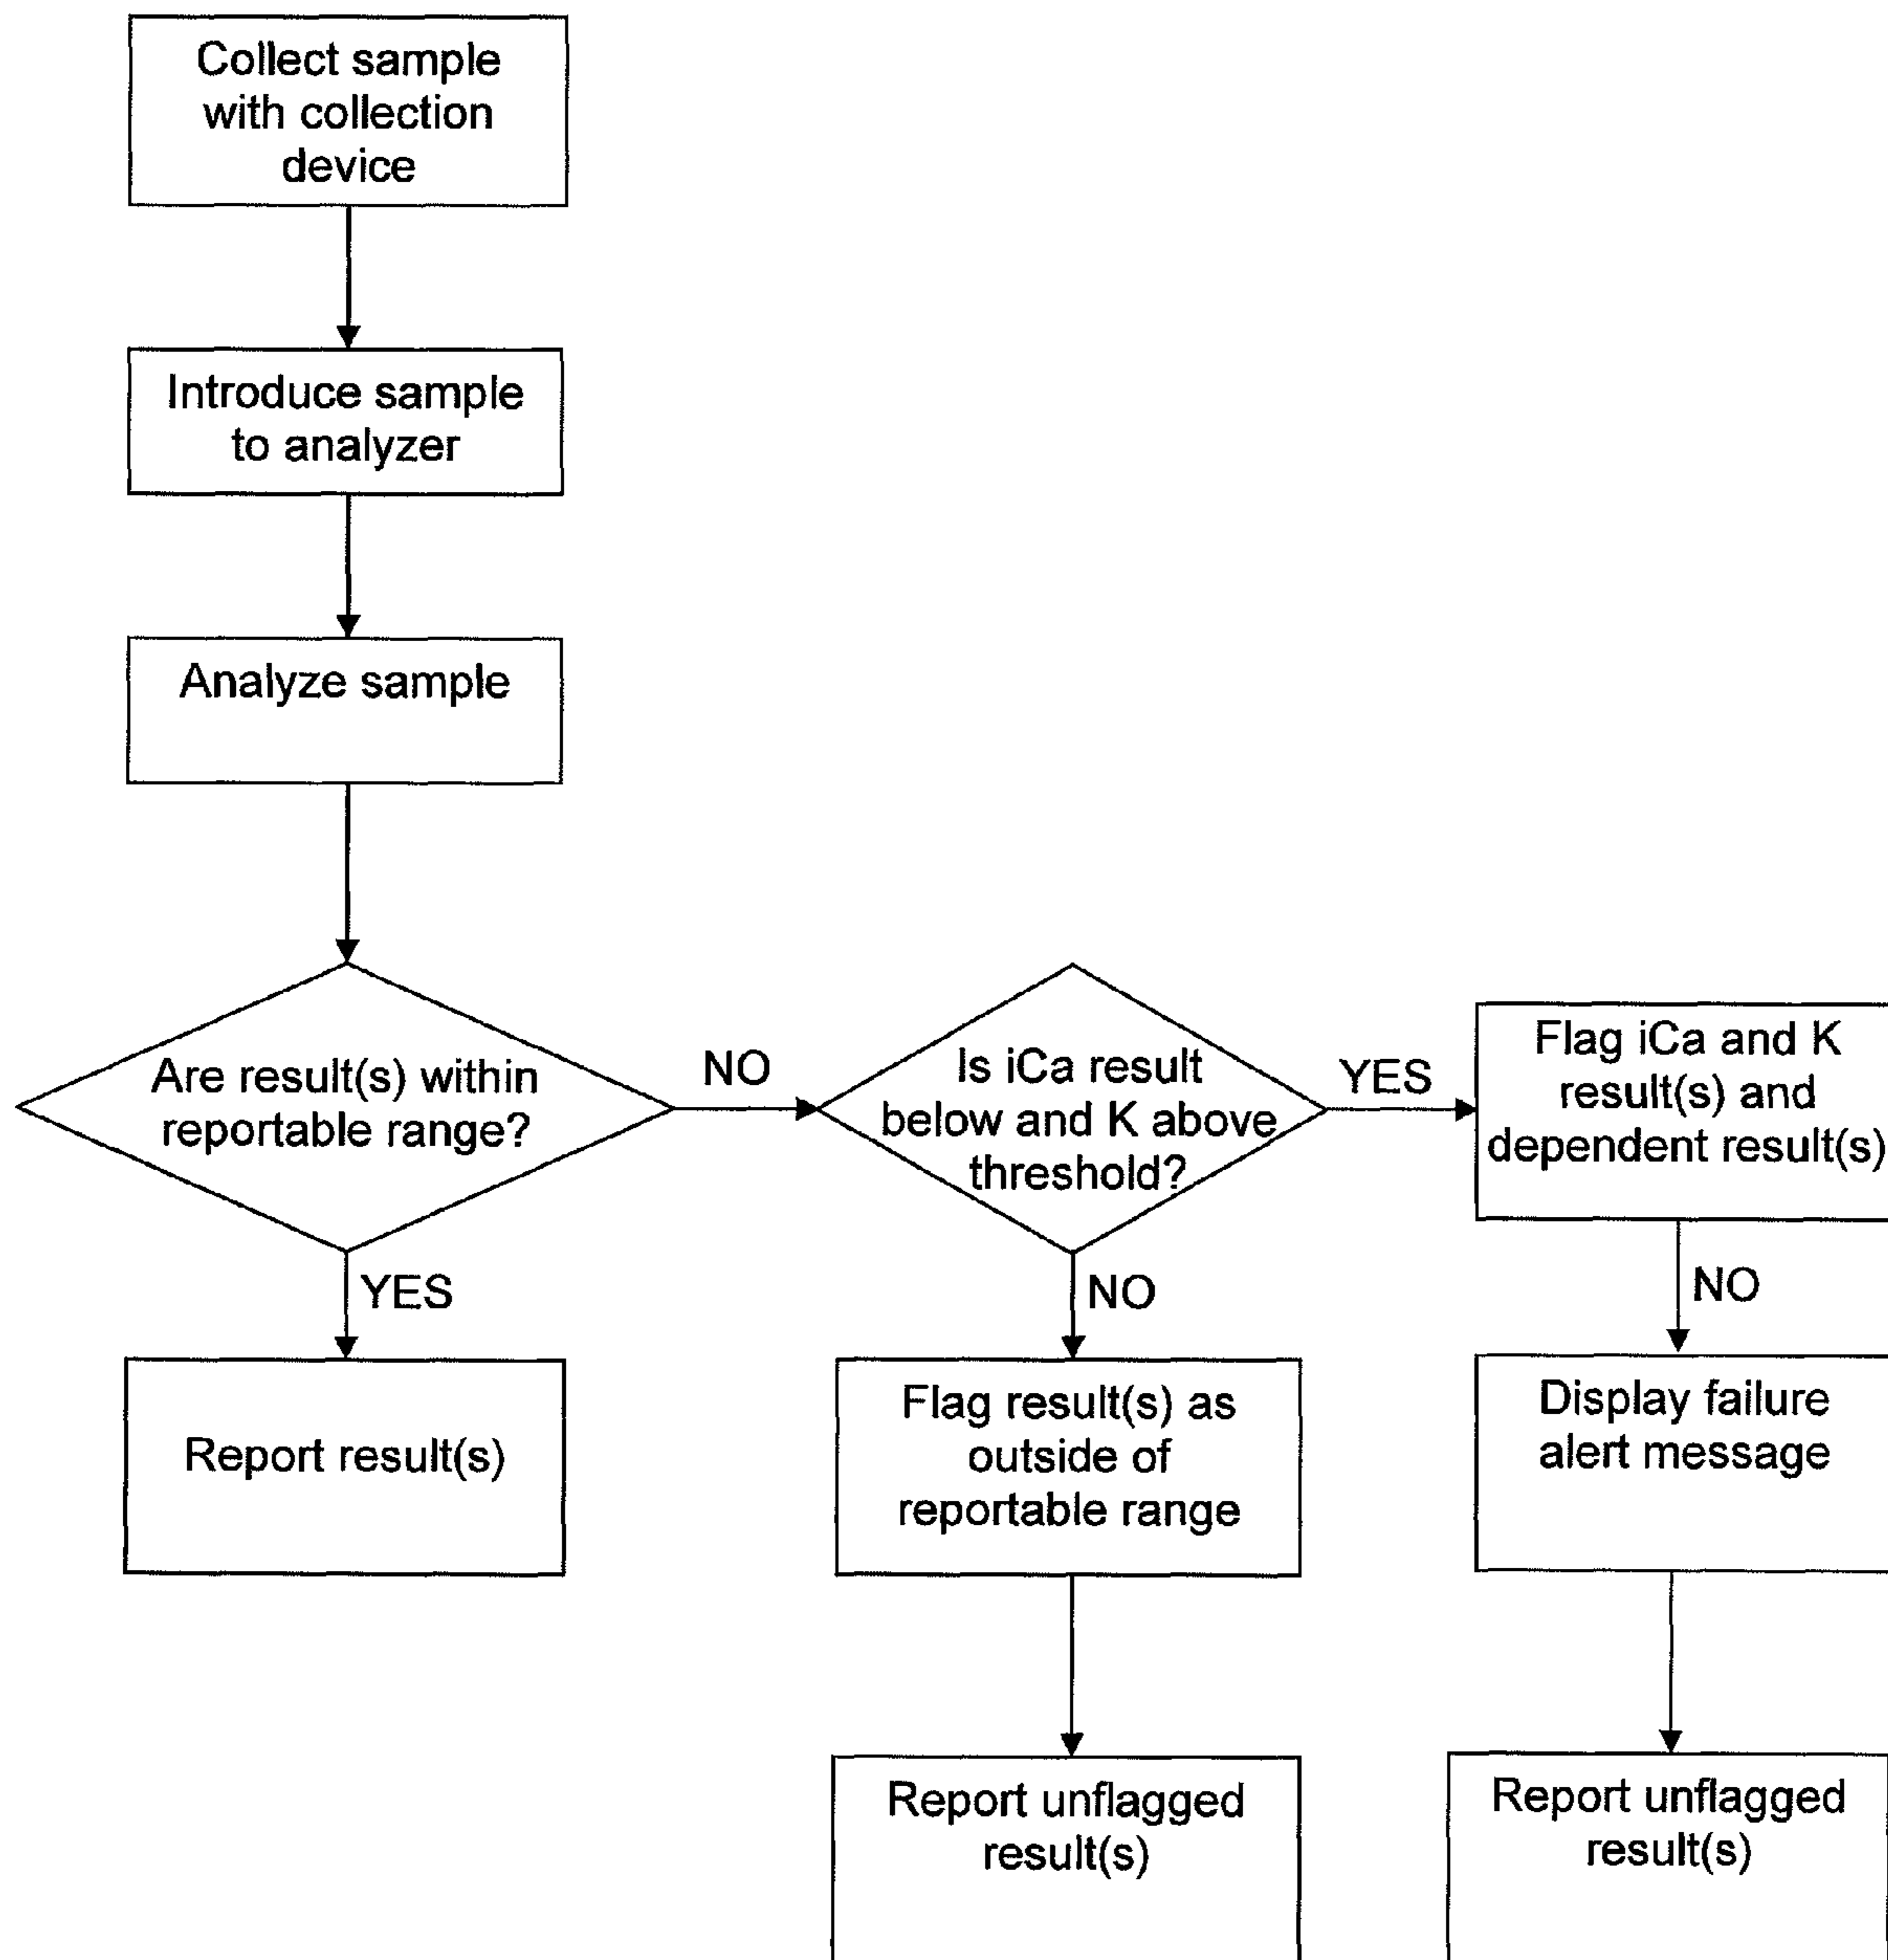 Collect sample
with collection
device
Introduce sample
to analyzer
Analyze sample
Are result(s) within
reportable range?
NO
Is iCa result
below and K above
threshold?
YES
Flag iCa and K
result(s) and
dependent result(s)
YES
NO
NO
Report result(s)
Flag result(s) as
outside of
reportable range
Display failure
alert message
Report unflagged
result(s)
Report unflagged
result(s)